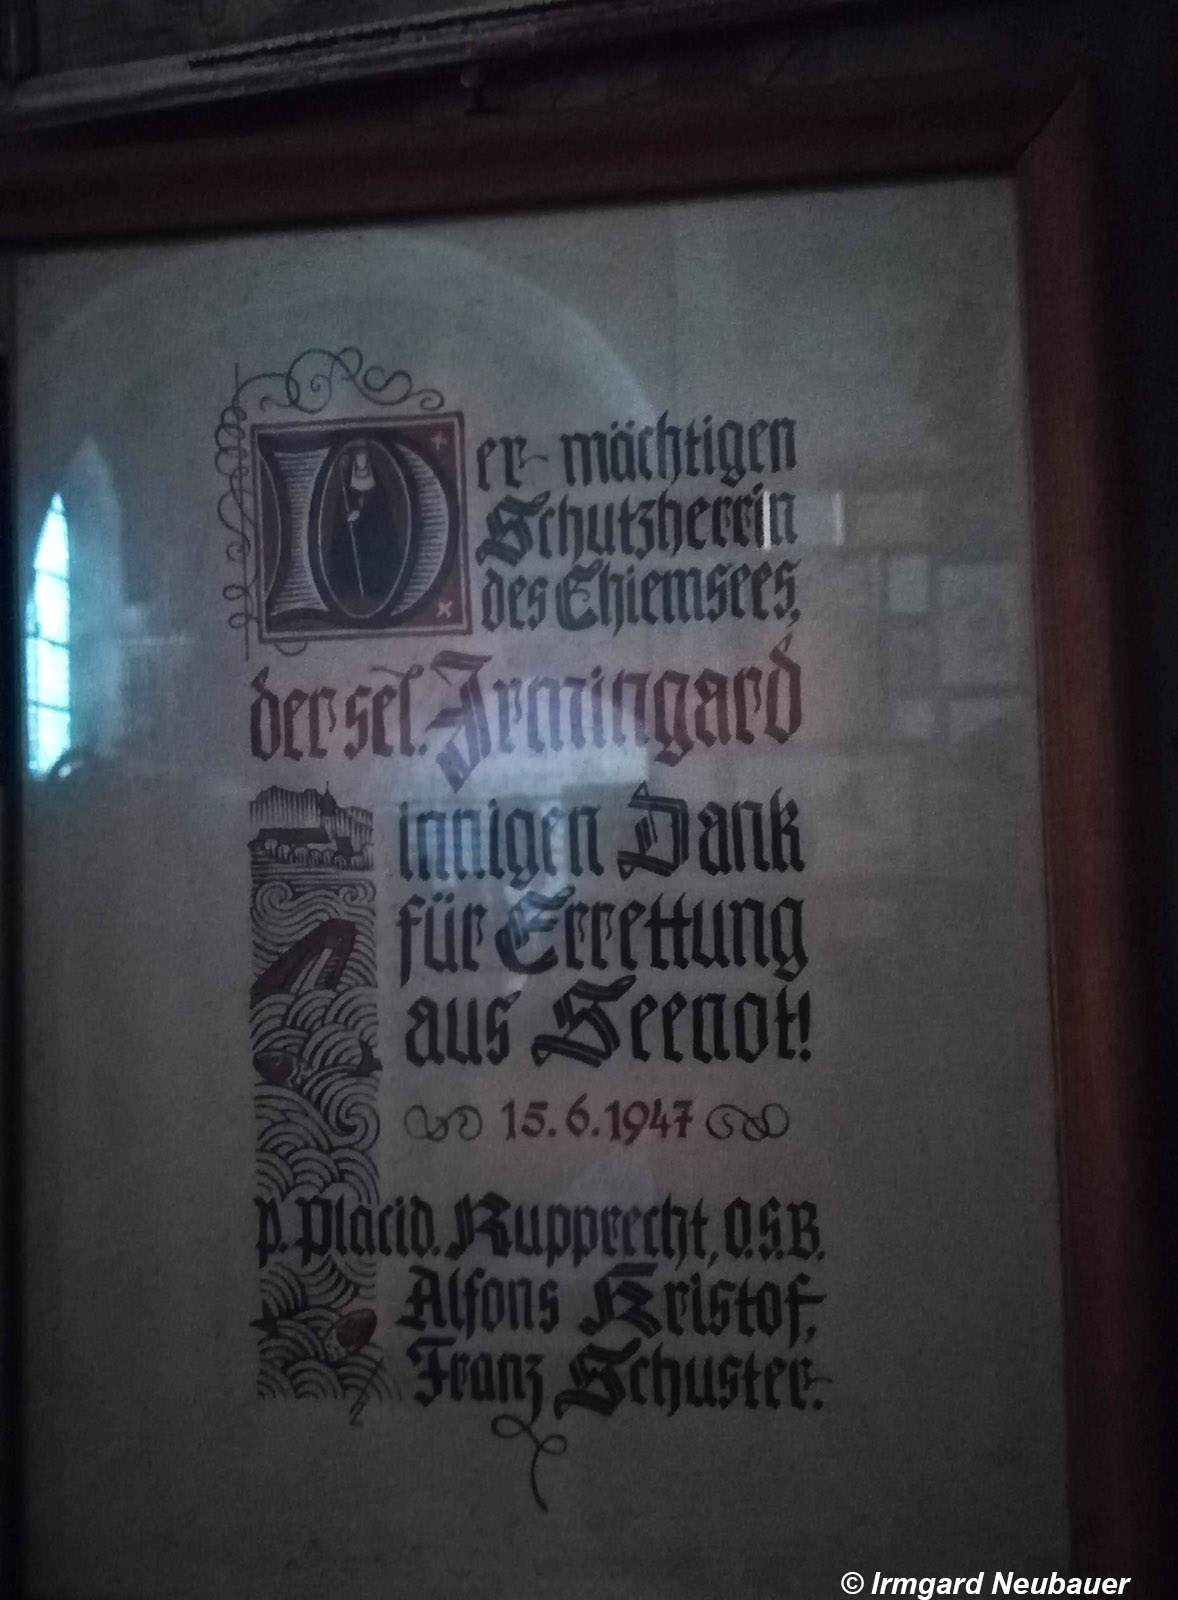 Der mächtigen
Schutzherrin
des Chiemsees,
der sel. Irmingard
innigen Dank
für Errettung
aus Seenot!
15.6.1947
P. Placid. Rupprecht, O.S.B.
Alfons Kristof,
Franz Schuster.
© Irmgard Neubauer